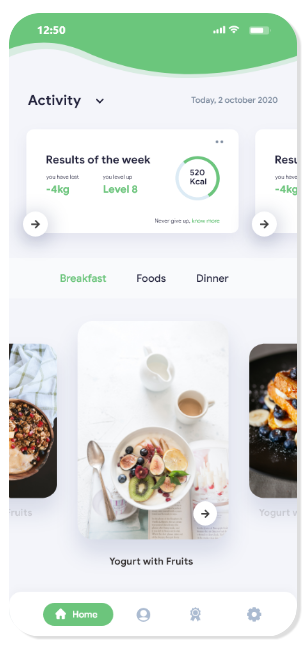 12:50
Activity
Today, 2 october 2020
Results of the week
you have lost
you level up
-4kg
Level 8
520
Kcal
Never give up, know more
Resu
you have
-4kg
Breakfast
Foods
Dinner
ruits
Yogurt with Fruits
Yogurt w
Home